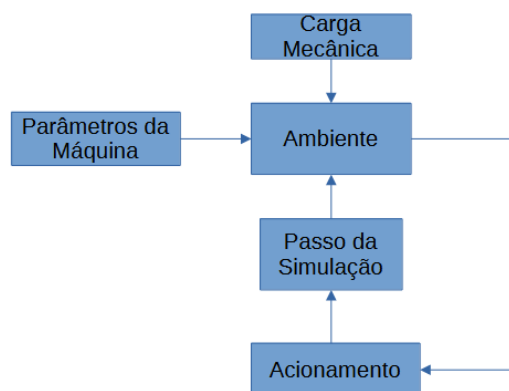 Carga
Mecânica
Parâmetros da
Máquina
Ambiente
Passo da
Simulação
Acionamento